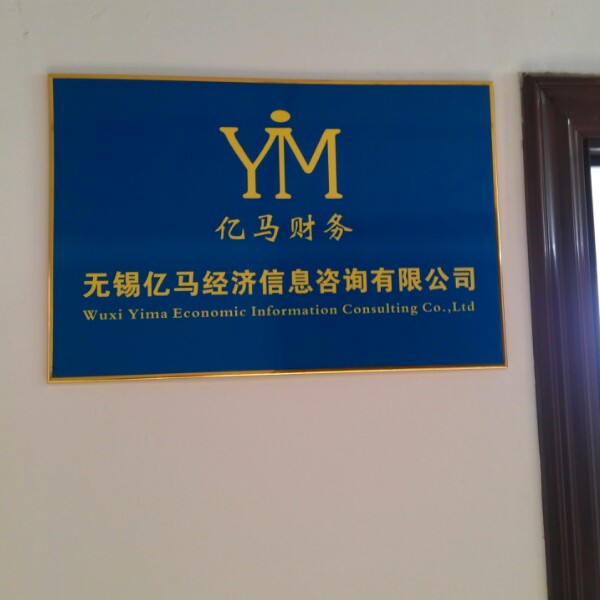 YiM
亿马财务
无锡亿马经济信息咨询有限公司
Wuxi Yima Economic Information Consulting Co.,Ltd